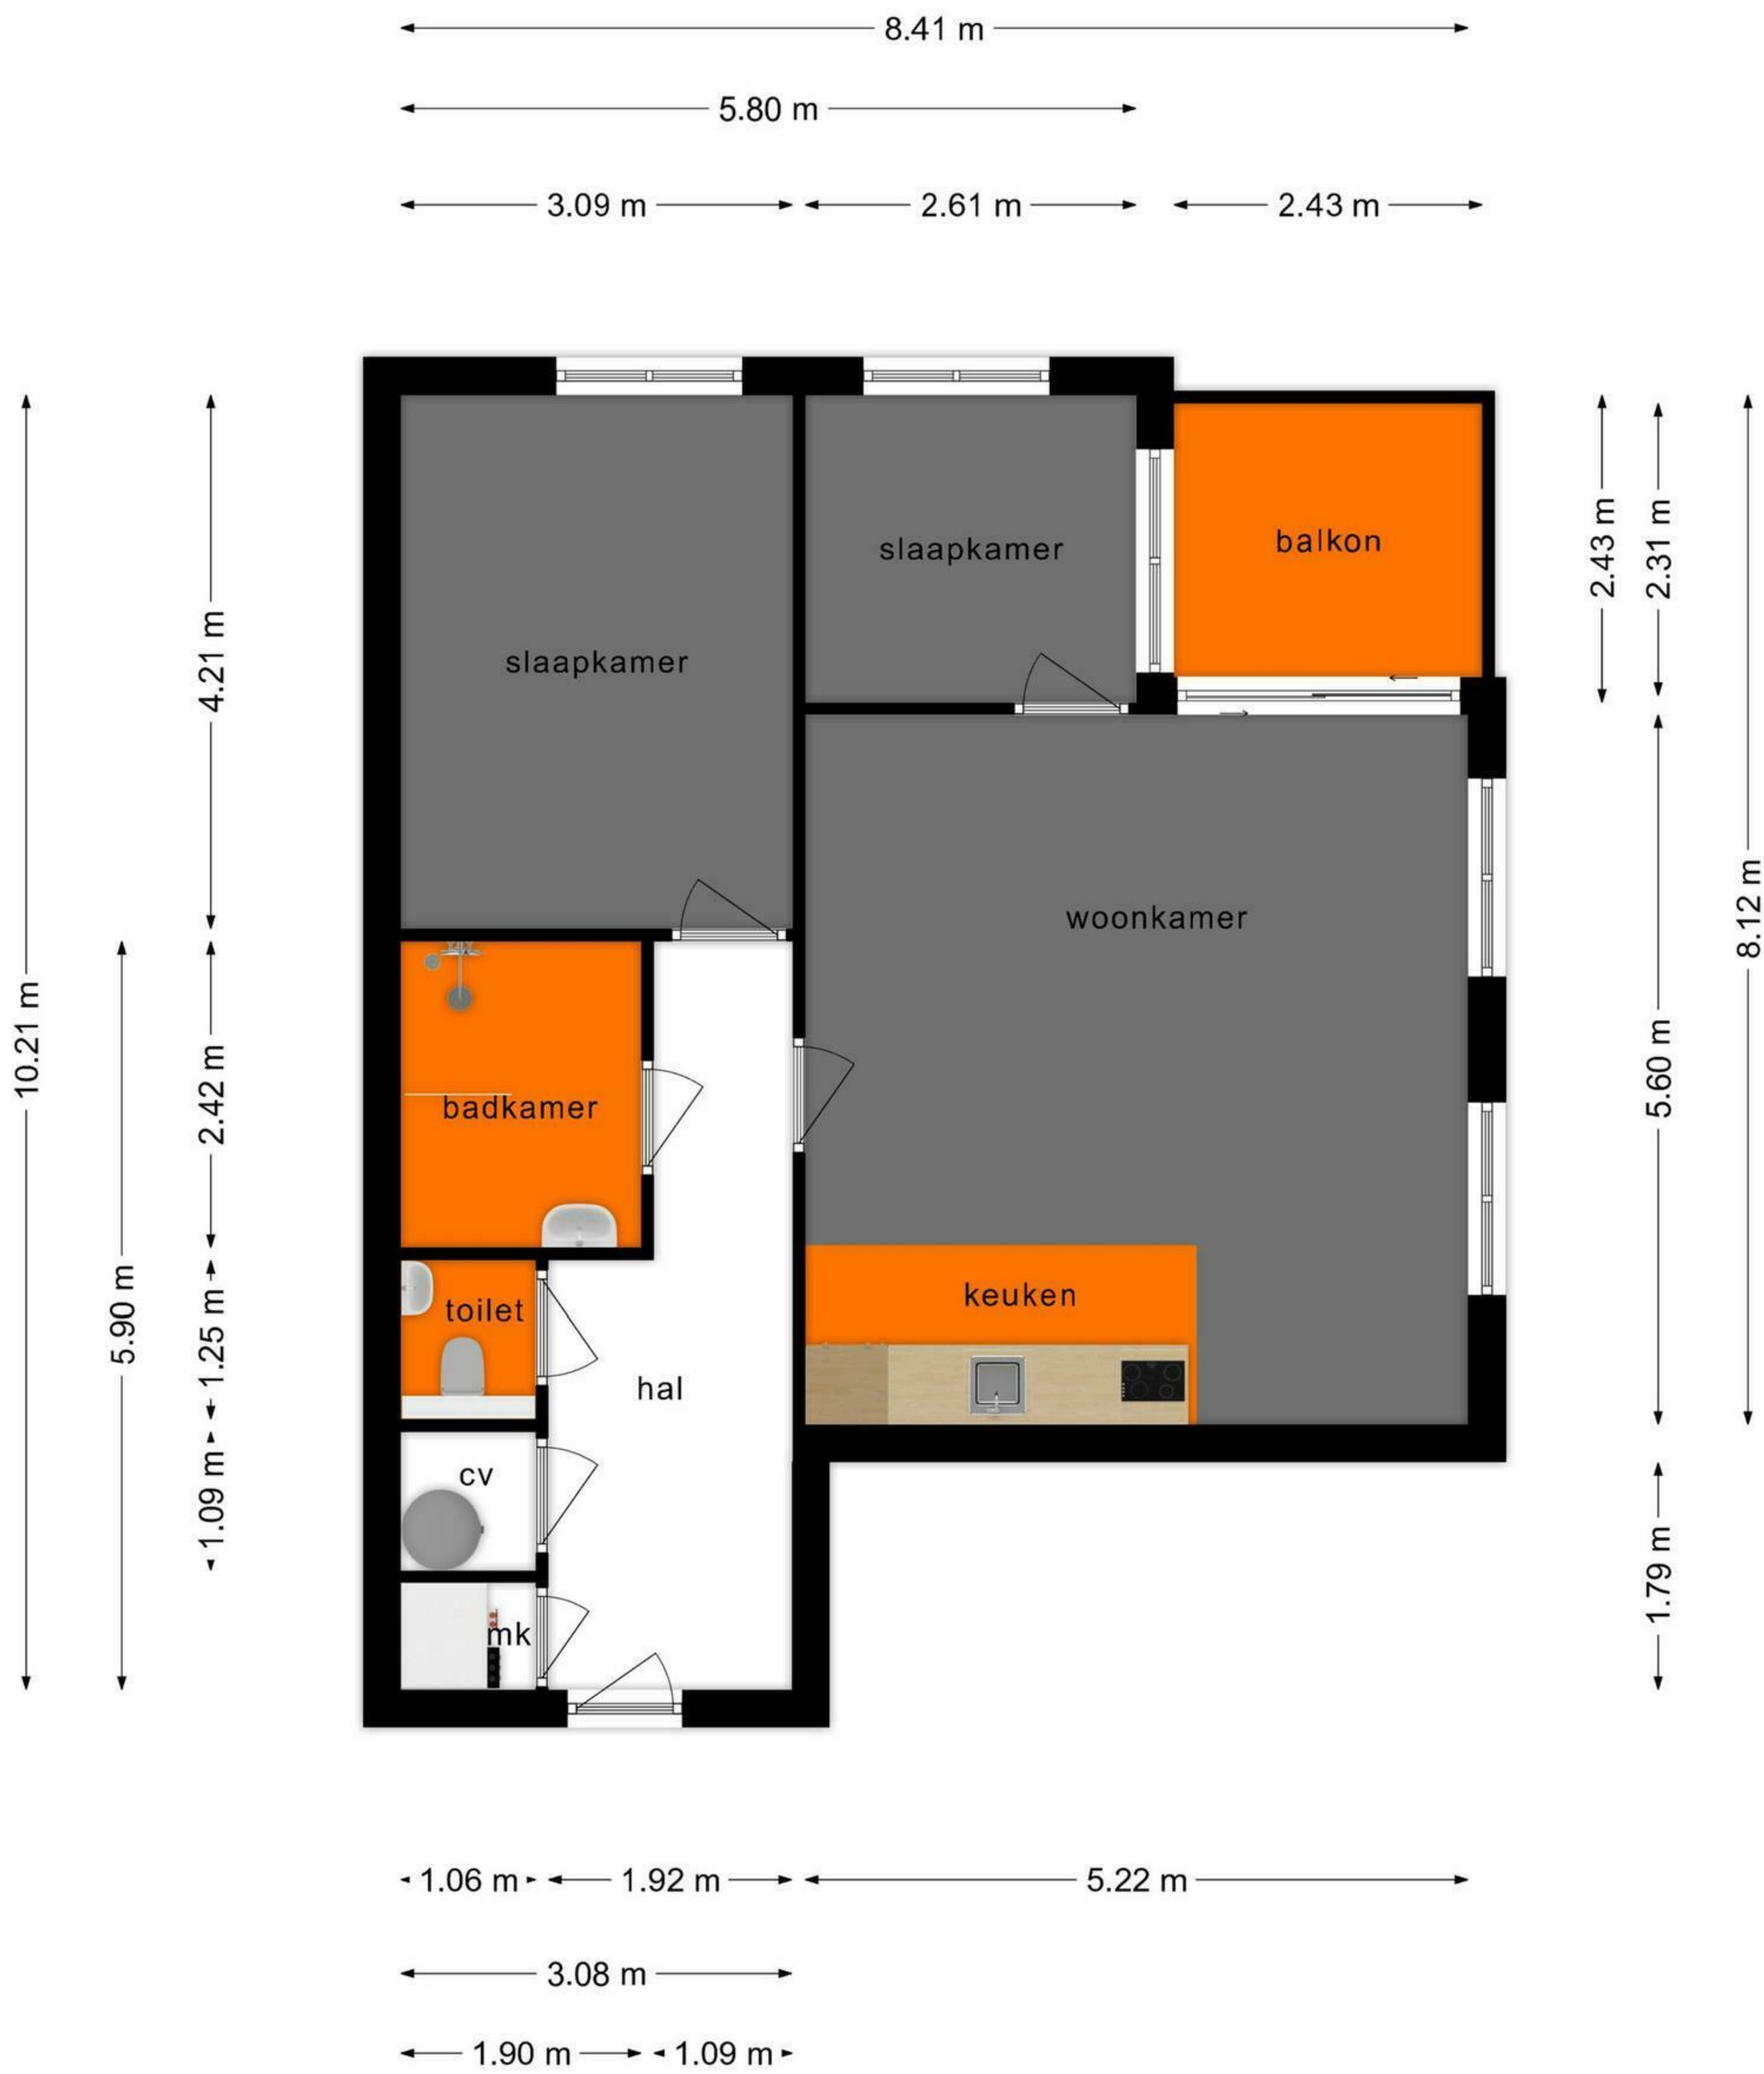 8.41 m
5.80 m
3.09 m
2.61 m
2.43 m
slaapkamer
balkon
2.43 m
2.31 m
slaapkamer
4.21 m
woonkamer
8.12 m
10.21 m
5.60 m
2.42 m
badkamer
5.90 m
1.25 m
toilet
keuken
hal
1.09 m
cv
1.79 m
mk
1.06 m
1.92 m
5.22 m
3.08 m
1.90 m
1.09 m